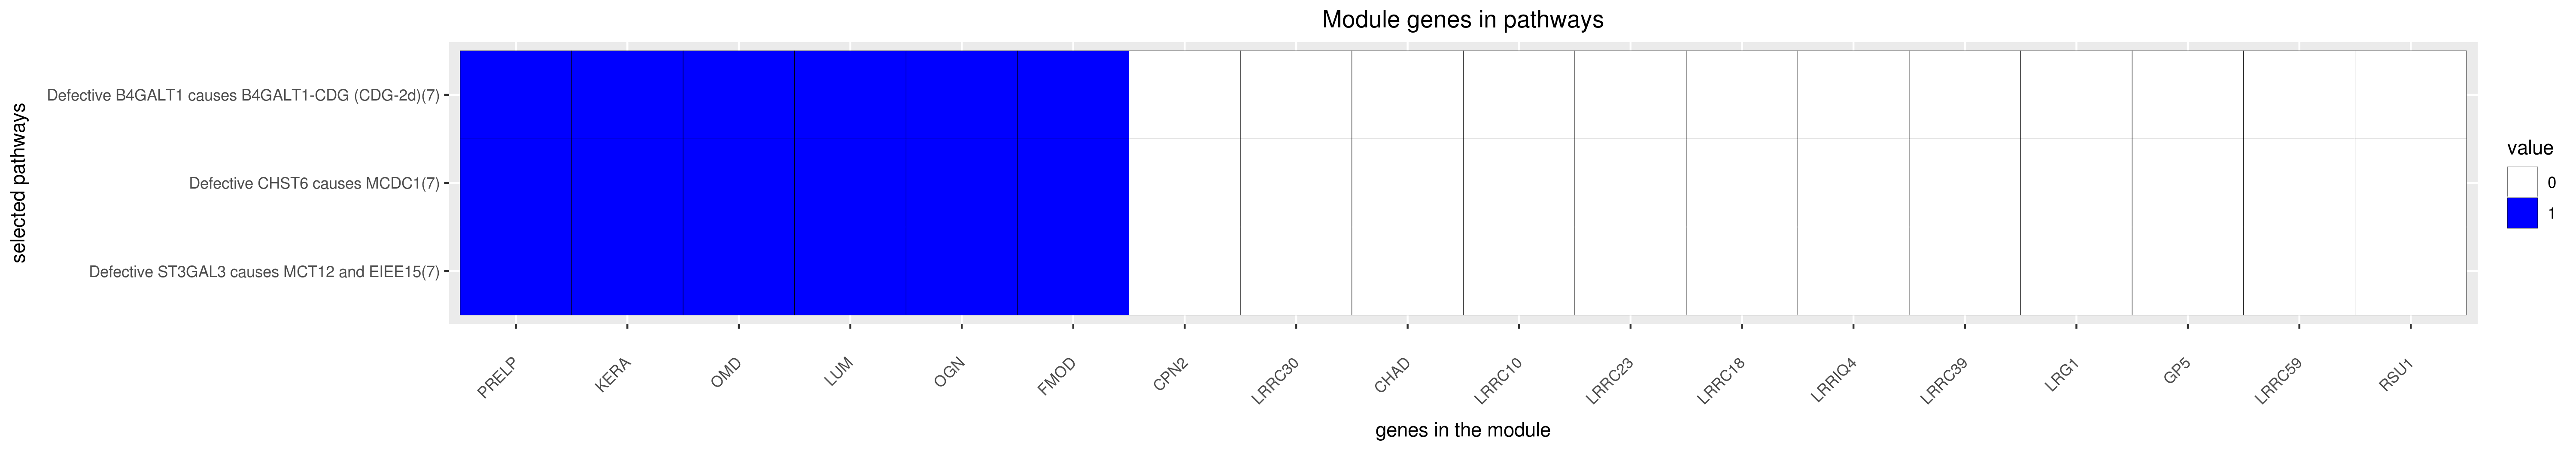 Module genes in pathways
selected pathways
Defective B4GALT1 causes B4GALT1-CDG (CDG-2d)(7)
Defective CHST6 causes MCDC1(7)
Defective ST3GAL3 causes MCT12 and EIEE15(7)
value
0
1
PRELP
KERA
OMD
LUM
OGN
FMOD
CPN2
LRRC30
CHAD
LRRC10
LRRC23
LRRC18
LRRIQ4
LRRC39
LRG1
GP5
LRRC59
RSU1
genes in the module